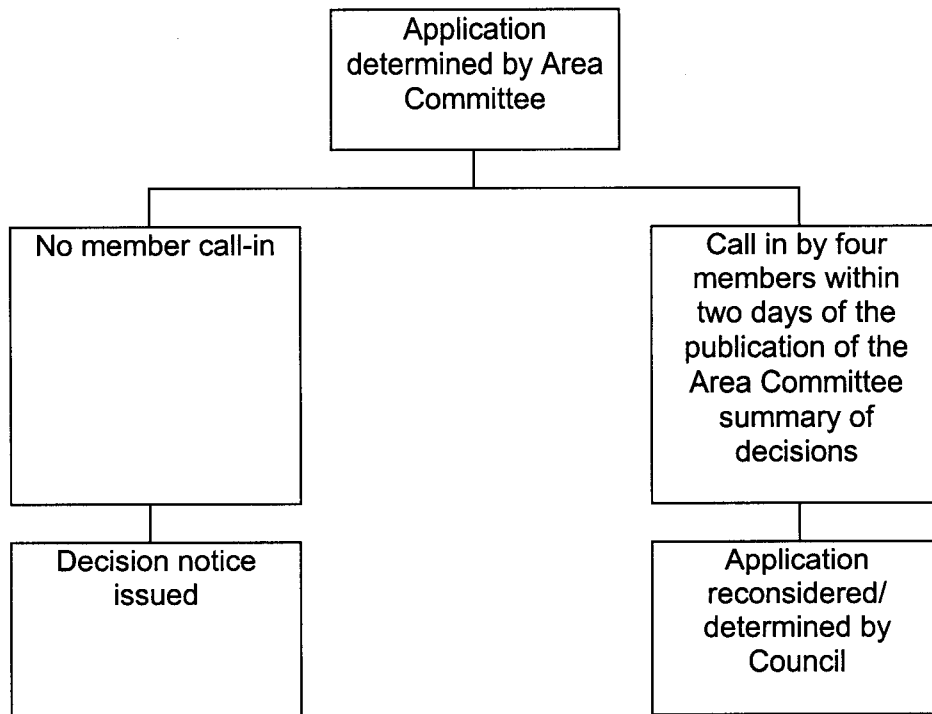 Application
determined by Area
Committee
No member call-in
Call in by four
members within
two days of the
publication of the
Area Committee
summary of
decisions
Decision notice
issued
Application
reconsidered/
determined by
Council